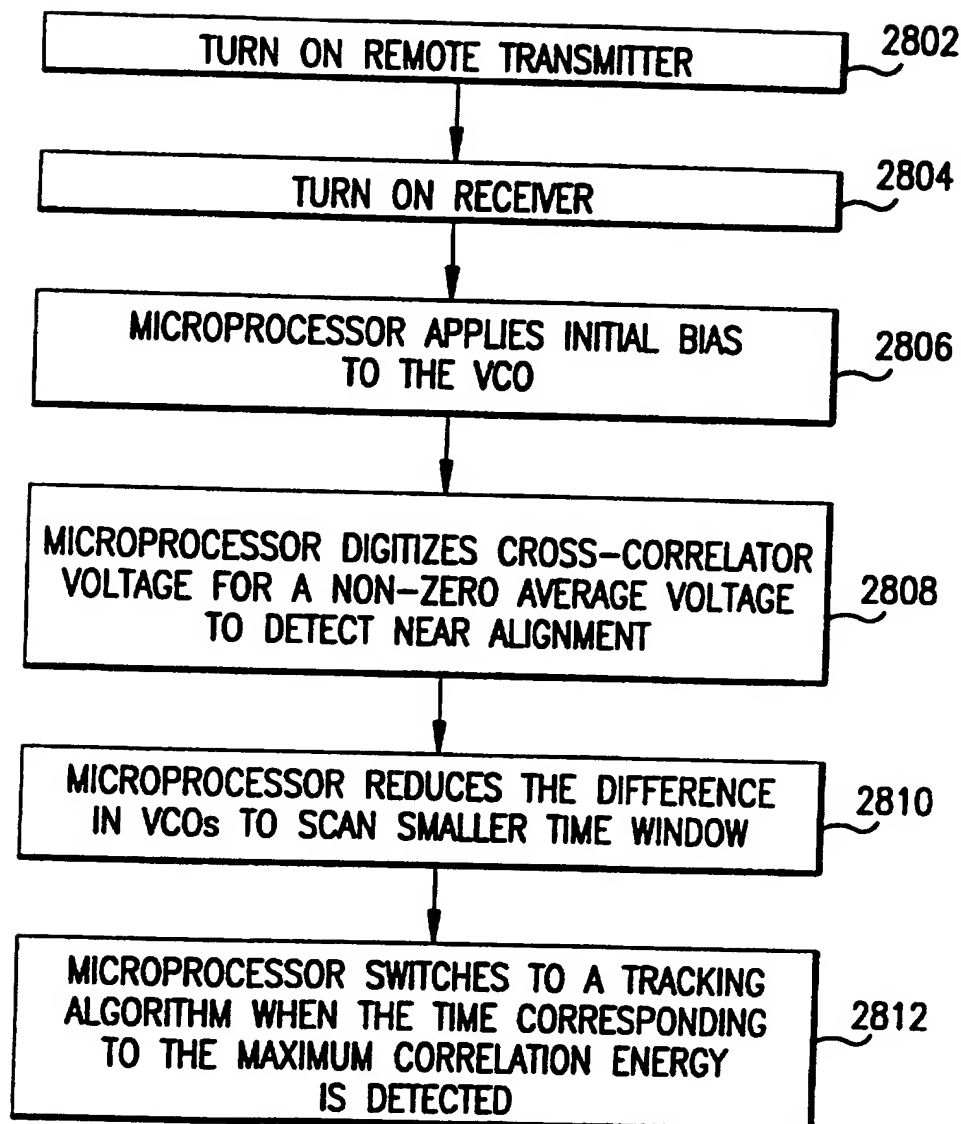 TURN ON REMOTE TRANSMITTER
2802
TURN ON RECEIVER
2804
MICROPROCESSOR APPLIES INITIAL BIAS
TO THE VCO
2806
MICROPROCESSOR DIGITIZES CROSS-CORRELATOR
VOLTAGE FOR A NON-ZERO AVERAGE VOLTAGE
TO DETECT NEAR ALIGNMENT
2808
MICROPROCESSOR REDUCES THE DIFFERENCE
IN VCOs TO SCAN SMALLER TIME WINDOW
2810
MICROPROCESSOR SWITCHES TO A TRACKING
ALGORITHM WHEN THE TIME CORRESPONDING
TO THE MAXIMUM CORRELATION ENERGY
IS DETECTED
2812